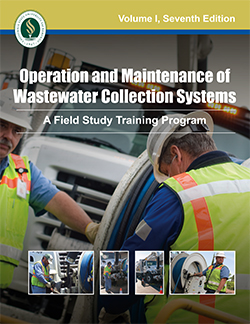 Volume I, Seventh Edition
Operation and Maintenance of
Wastewater Collection Systems
A Field Study Training Program